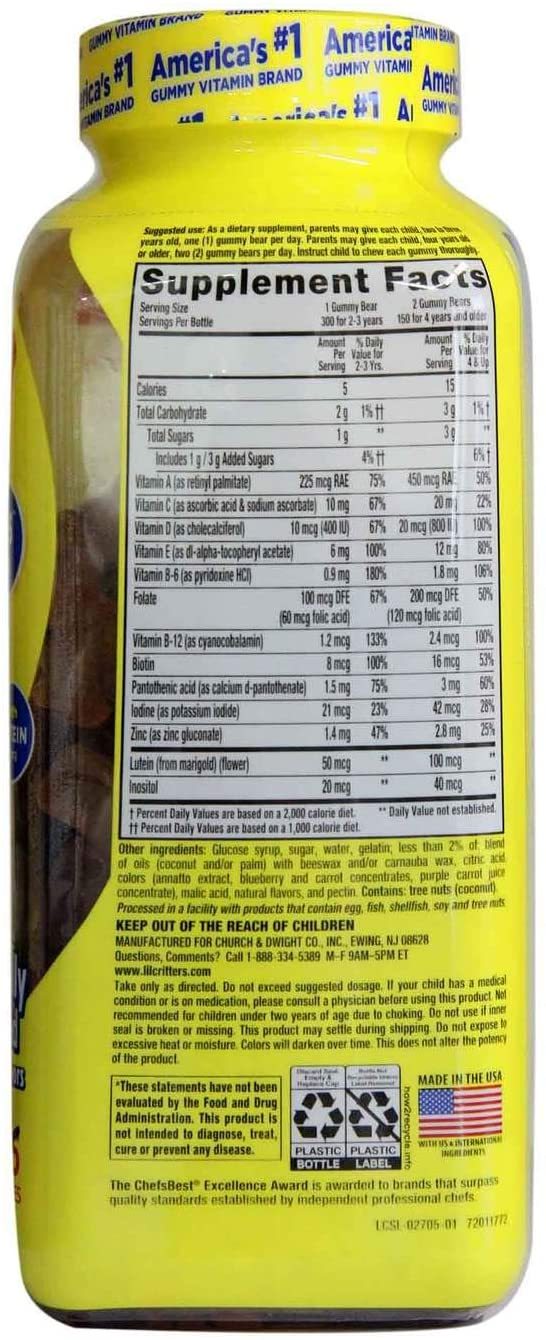 GUMMY VITAMIN BRAND
America's #1 America
GUMMY VITAMIN BRAND GUMMY VITAMI
Suggested use: As a dietary supplement, parents may give each child, two to three
years old, one (1) gummy bear per day. Parents may give each child, four years old
or older, two (2) gummy bears per day. Instruct child to chew each gummy thoroughly.
Supplement Facts
Serving Size 1 Gummy Bear 2 Gummy Bears
Servings Per Bottle 300 for 2-3 years 150 for 4 years and older
Amount % Daily Amount % Daily
Per Value for Per Value for
Serving 2-3 Yrs. Serving 4 & Up
Calories 5 15
Total Carbohydrate 2g 1% †† 3g 1% †
Total Sugars 1g ** 3g **
Includes 1 g / 3 g Added Sugars 4% †† 6% †
Vitamin A (as retinyl palmitate) 225 mcg RAE 75% 450 mcg RAE 50%
Vitamin C (as ascorbic acid & sodium ascorbate) 10 mg 67% 20 mg 22%
Vitamin D (as cholecalciferol) 10 mcg (400 IU) 67% 20 mcg (800 IU) 100%
Vitamin E (as dl-alpha-tocopheryl acetate) 6 mg 100% 12 mg 80%
Vitamin B-6 (as pyridoxine HCl) 0.9 mg 180% 1.8 mg 106%
Folate 100 mcg DFE 67% 200 mcg DFE 50%
(60 mcg folic acid) (120 mcg folic acid)
Vitamin B-12 (as cyanocobalamin) 1.2 mcg 133% 2.4 mcg 100%
Biotin 8 mcg 100% 16 mcg 53%
Pantothenic acid (as calcium d-pantothenate) 1.5 mg 75% 3 mg 60%
Iodine (as potassium iodide) 21 mcg 23% 42 mcg 28%
Zinc (as zinc gluconate) 1.4 mg 47% 2.8 mg 25%
Lutein (from marigold) (flower) 50 mcg ** 100 mcg **
Inositol 20 mcg ** 40 mcg **
† Percent Daily Values are based on a 2,000 calorie diet. ** Daily Value not established.
†† Percent Daily Values are based on a 1,000 calorie diet.
Other ingredients: Glucose syrup, sugar, water, gelatin; less than 2% of: blend
of oils (coconut and/or palm) with beeswax and/or carnauba wax, citric acid,
colors (annatto extract, blueberry and carrot concentrates, purple carrot juice
concentrate), malic acid, natural flavors, and pectin. Contains: tree nuts (coconut).
Processed in a facility with products that contain egg, fish, shellfish, soy and tree nuts.
KEEP OUT OF THE REACH OF CHILDREN
MANUFACTURED FOR CHURCH & DWIGHT CO., INC., EWING, NJ 08628
Questions, Comments? Call 1-888-334-5389 M-F 9AM-5PM ET
www.lilcritters.com
Take only as directed. Do not exceed suggested dosage. If your child has a medical
condition or is on medication, please consult a physician before using this product. Not
recommended for children under two years of age due to choking. Do not use if inner
seal is broken or missing. This product may settle during shipping. Do not expose to
excessive heat or moisture. Colors will darken over time. This does not alter the potency
of the product.
*These statements have not been
evaluated by the Food and Drug
Administration. This product is
not intended to diagnose, treat,
cure or prevent any disease.
Discard Seal,
Empty &
Replace Cap
PLASTIC PLASTIC
BOTTLE LABEL
how2recycle.info
MADE IN THE USA
WITH US & INTERNATIONAL
INGREDIENTS
The ChefsBest® Excellence Award is awarded to brands that surpass
quality standards established by independent professional chefs.
LCSL-02705-01 72011772